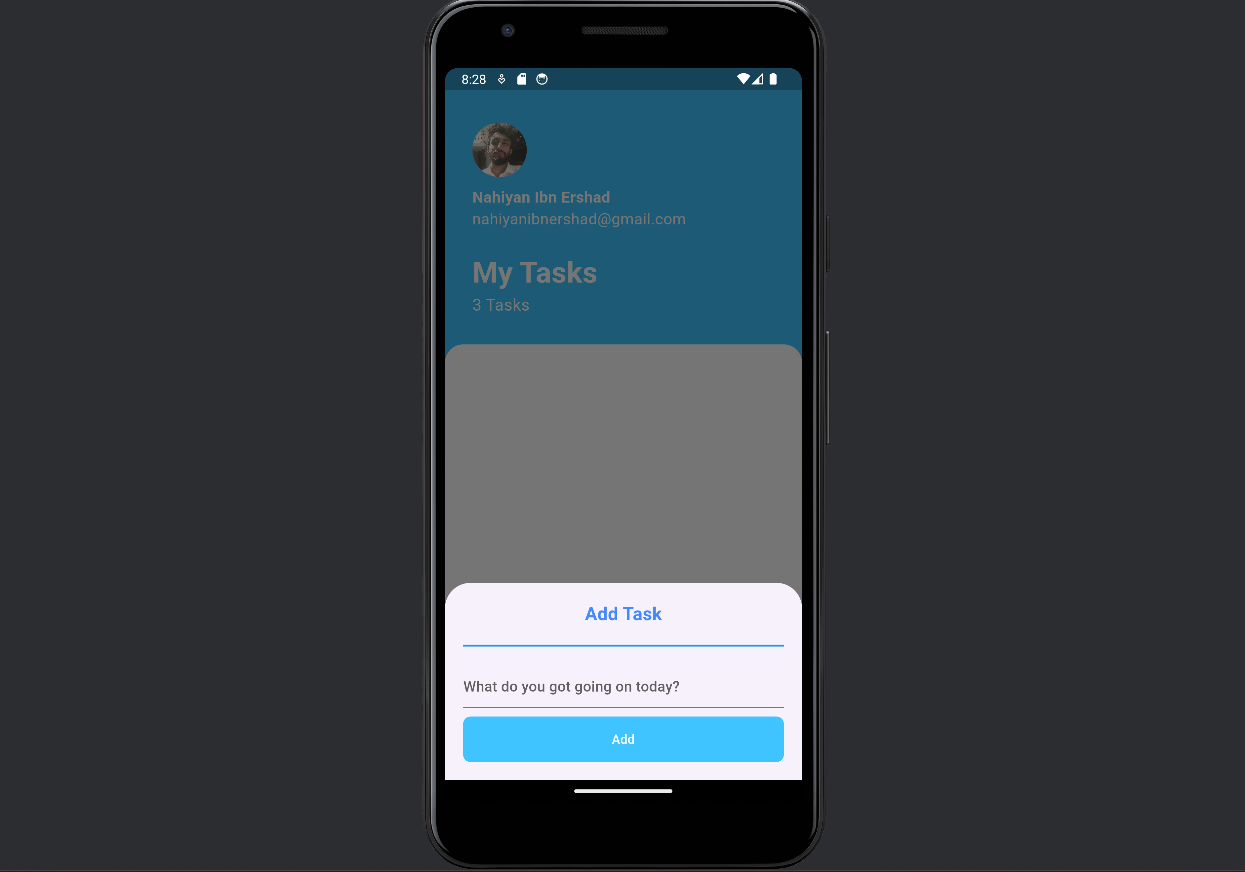 8:28
Nahiyan Ibn Ershad
nahiyanibnershad@gmail.com
My Tasks
3 Tasks
Add Task
What do you got going on today?
Add